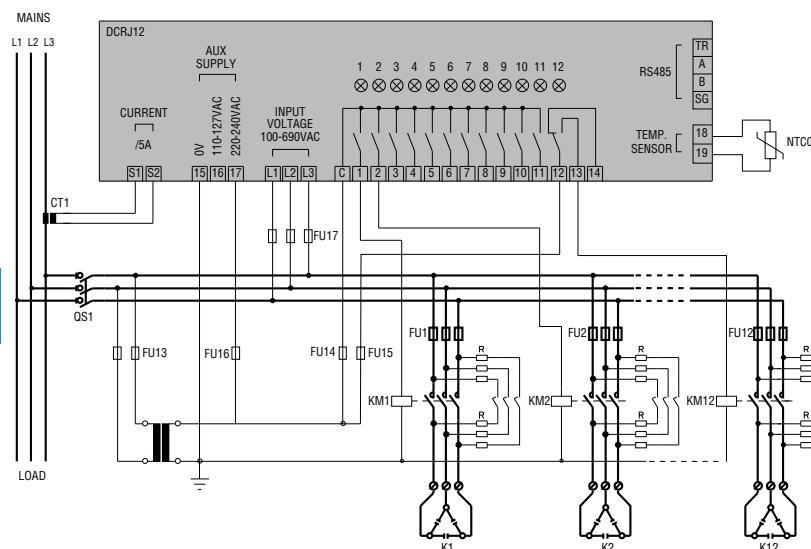 MAINS
L1 L2 L3
DCRJ12
AUX
SUPPLY
1 2 3 4 5 6 7 8 9 10 11 12
RS485
TR
A
B
SG
CURRENT
/5A
0V
110-127VAC
220-240VAC
INPUT
VOLTAGE
100-690VAC
TEMP.
SENSOR
18
19
NTC0
S1 S2 15 16 17 L1 L2 L3 C 1 2 3 4 5 6 7 8 9 10 11 12 13 14
CT1
FU17
QS1
FU13
FU16
FU14
FU15
FU1
FU2
FU12
R
R
R
KM1
KM2
KM12
R
R
R
LOAD
K1
K2
K12